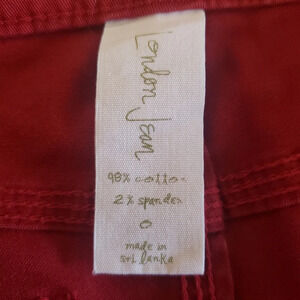 London Jean
98% cotton
2% spandex
0
made in
sri lanka